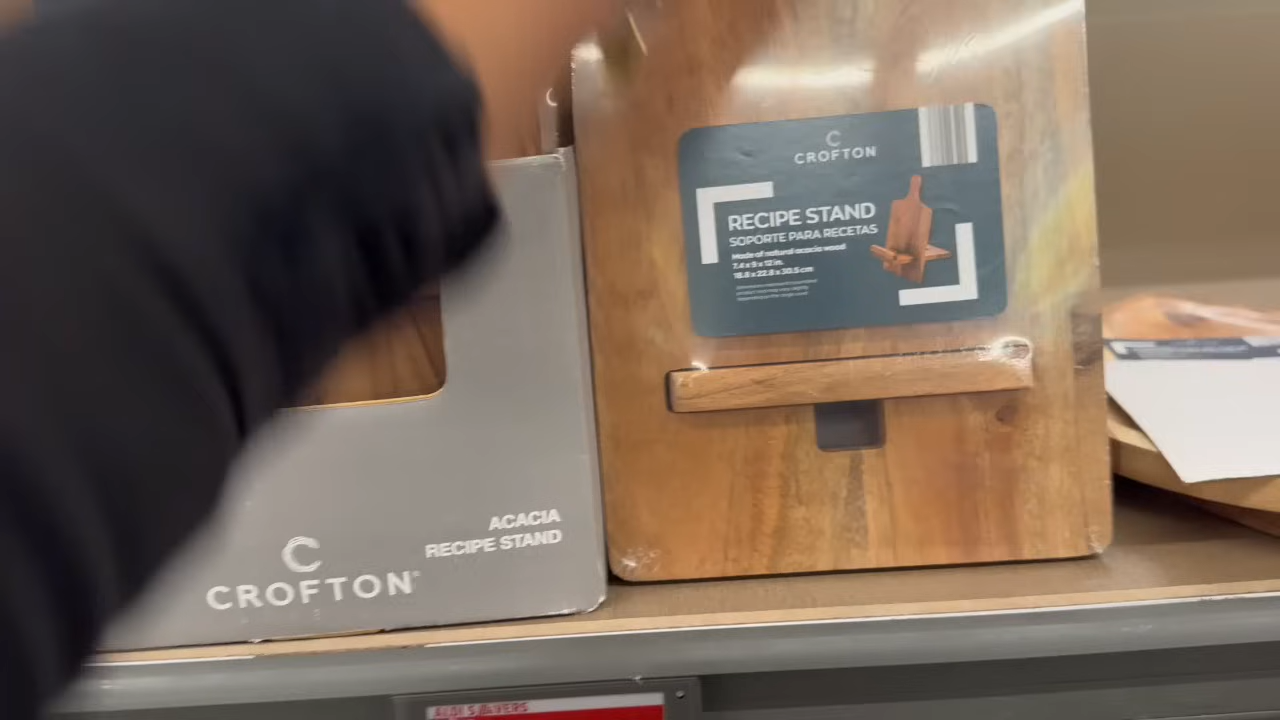 CROFTON
RECIPE STAND
SOPORTE PARA RECETAS
Made of natural acacia wood
7.4 x 9 x 12 in.
18.8 x 22.8 x 30.5 cm
ACACIA
RECIPE STAND
CROFTON
ALDI SAVERS